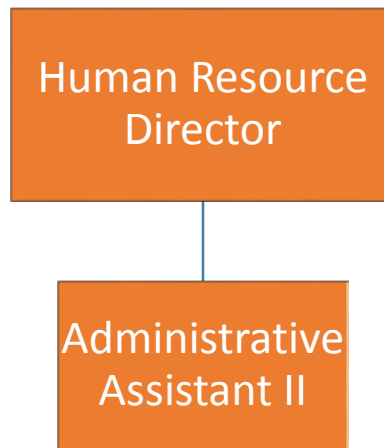 Human Resource
Director
Administrative
Assistant II